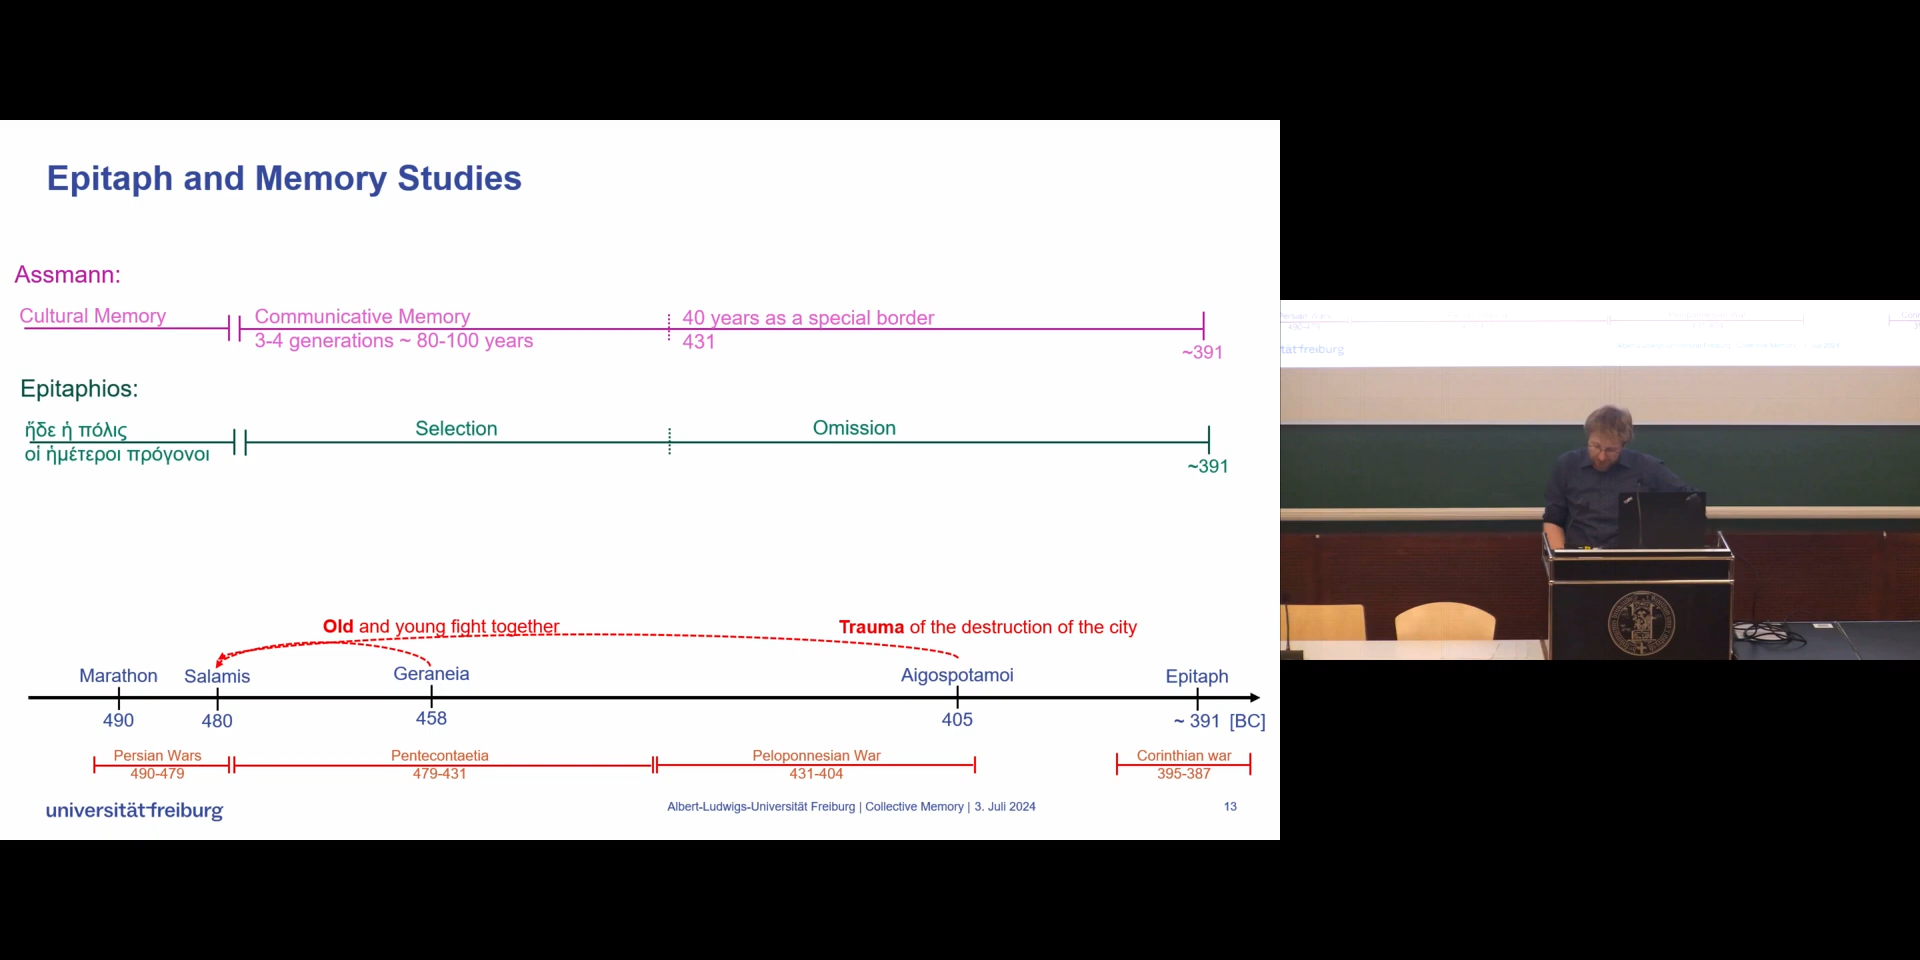 Epitaph and Memory Studies
Assmann:
Cultural Memory
Communicative Memory
3-4 generations ~ 80-100 years
40 years as a special border
431
~391
Epitaphios:
ἥδε ἡ πόλις
οἱ ἡμέτεροι πρόγονοι
Selection
Omission
~391
Old and young fight together
Trauma of the destruction of the city
Marathon
Salamis
Geraneia
Aigospotamoi
Epitaph
490
480
458
405
~ 391 [BC]
Persian Wars
490-479
Pentecontaetia
479-431
Peloponnesian War
431-404
Corinthian war
395-387
universität freiburg
Albert-Ludwigs-Universität Freiburg | Collective Memory | 3. Juli 2024
13